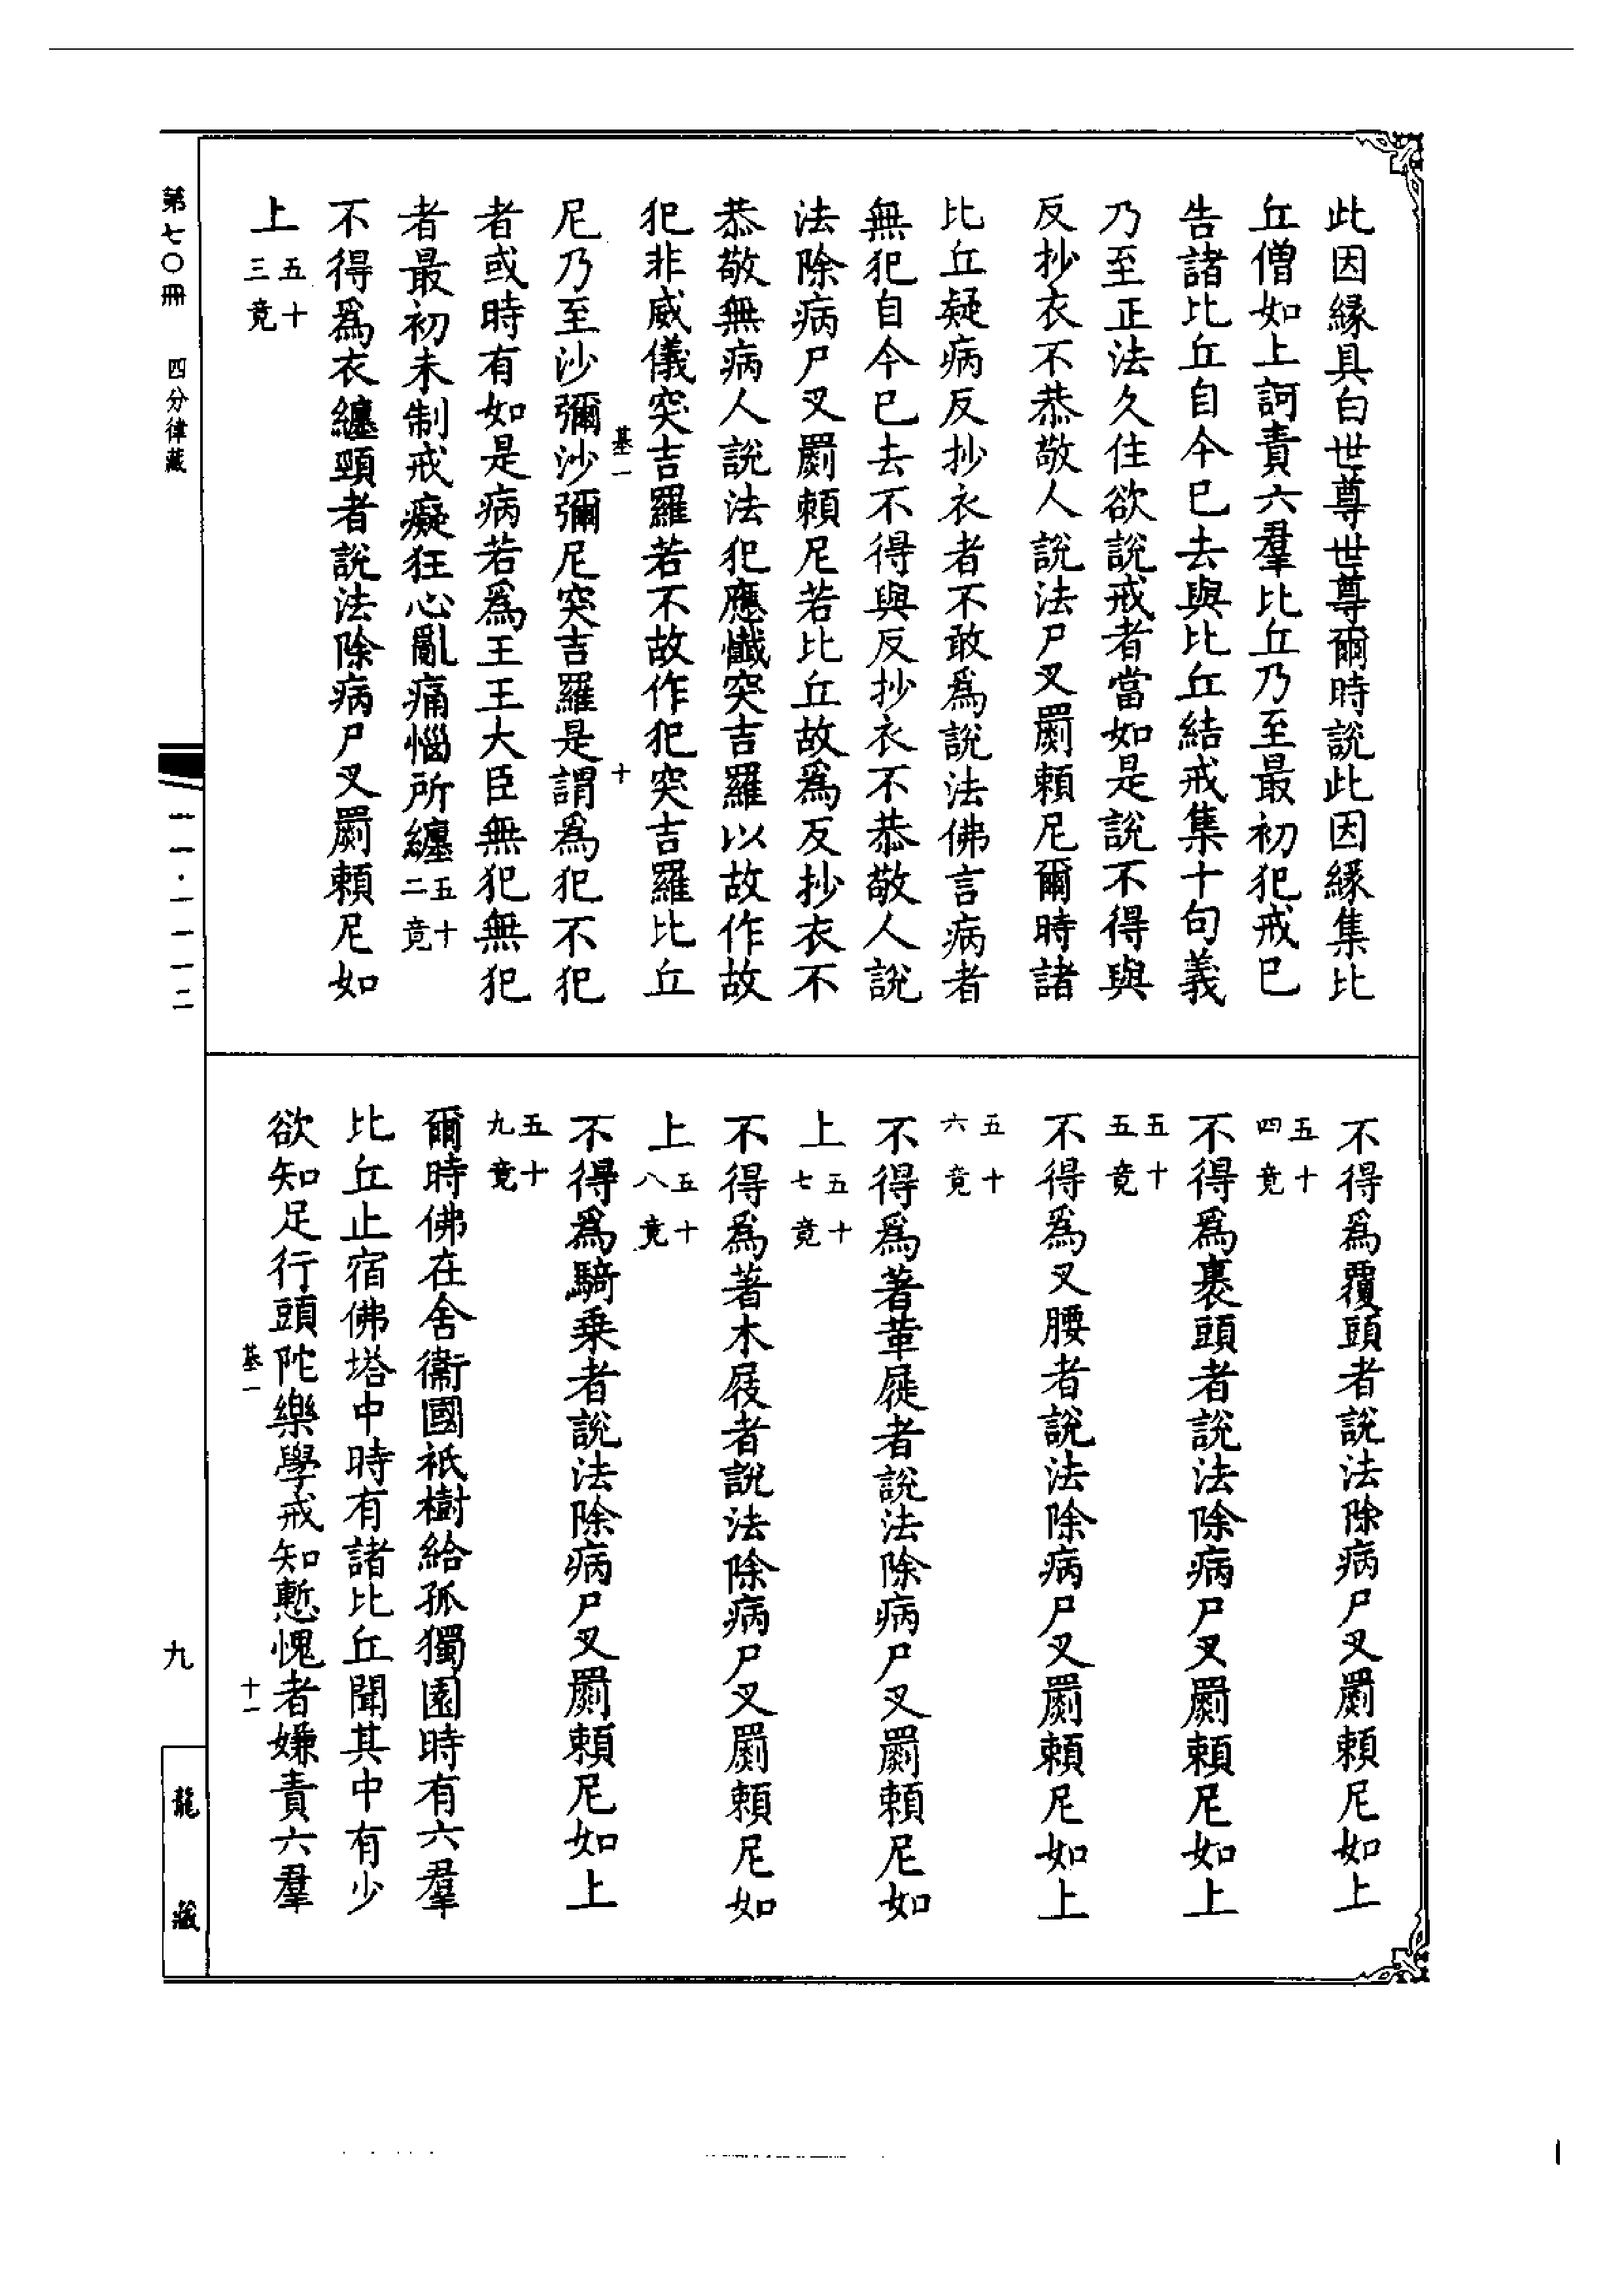 此因緣具白世尊世尊爾時說此因緣集比
丘僧如上訶責六羣比丘乃至最初犯戒已
告諸比丘自今已去與比丘結戒集十句義
乃至正法久住欲說戒者當如是說不得與
反抄衣不恭敬人說法尸叉罽賴尼爾時諸
比丘疑病反抄衣者不敢爲說法佛言病者
無犯自今已去不得與反抄衣不恭敬人說
法除病尸叉罽賴尼若比丘故爲反抄衣不
恭敬無病人說法犯應懺突吉羅以故作故
犯非威儀突吉羅若不故作犯突吉羅比丘
基一 十
尼乃至沙彌沙彌尼突吉羅是謂爲犯不犯
者或時有如是病若爲王王大臣無犯無犯
者最初未制戒癡狂心亂痛惱所纏五十二竟
不得爲衣纏頸者說法除病尸叉罽賴尼如
上五十三竟
不得爲覆頭者說法除病尸叉罽賴尼如上
五十四竟
不得爲裹頭者說法除病尸叉罽賴尼如上
五十五竟
不得爲叉腰者說法除病尸叉罽賴尼如上
五十六竟
不得爲著革屣者說法除病尸叉罽賴尼如
上五十七竟
不得爲著木屐者說法除病尸叉罽賴尼如
上五十八竟
不得爲騎乘者說法除病尸叉罽賴尼如上
五十九竟
爾時佛在舍衞國祇樹給孤獨園時有六羣
比丘止宿佛塔中時有諸比丘聞其中有少
欲知足行頭陀樂學戒知慙愧者嫌責六羣
基一 十一
第七〇冊 四分律藏
一一·一一一二
九
龍藏